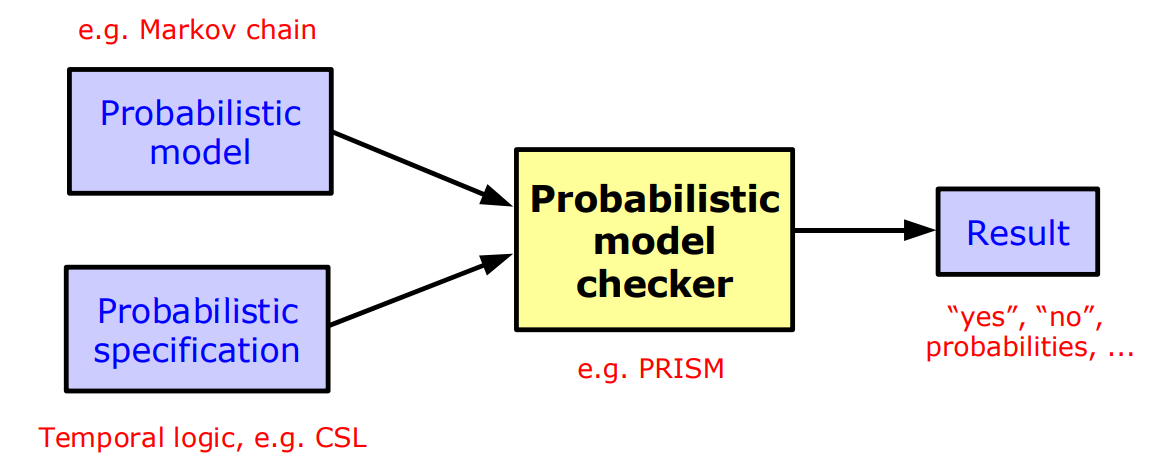 e.g. Markov chain
Probabilistic
model
Probabilistic
specification
Temporal logic, e.g. CSL
Probabilistic
model
checker
e.g. PRISM
Result
“yes”, “no”,
probabilities, ...